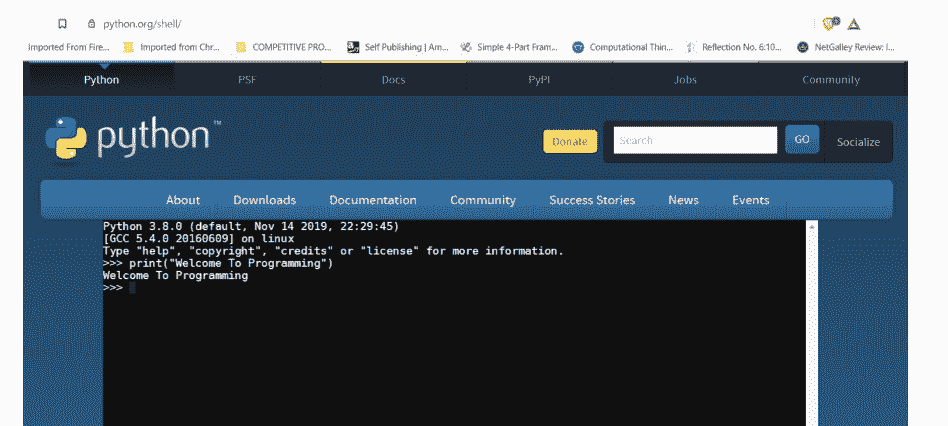 python.org/shell/
Imported From Fire... Imported from Chr... COMPETITIVE PRO... Self Publishing | Am... Simple 4-Part Fram... Computational Thin... Reflection No. 6:10... NetGalley Review: I...
Python PSF Docs PyPI Jobs Community
python™ Donate Search GO Socialize
About Downloads Documentation Community Success Stories News Events
Python 3.8.0 (default, Nov 14 2019, 22:29:45)
[GCC 5.4.0 20160609] on linux
Type "help", "copyright", "credits" or "license" for more information.
>>> print("Welcome To Programming")
Welcome To Programming
>>>